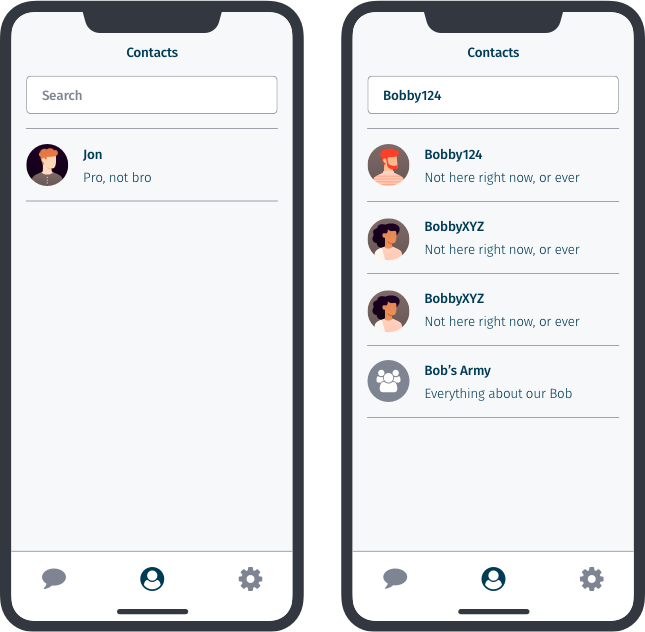 Contacts
Search
Jon
Pro, not bro
Contacts
Bobby124
Bobby124
Not here right now, or ever
BobbyXYZ
Not here right now, or ever
BobbyXYZ
Not here right now, or ever
Bob’s Army
Everything about our Bob